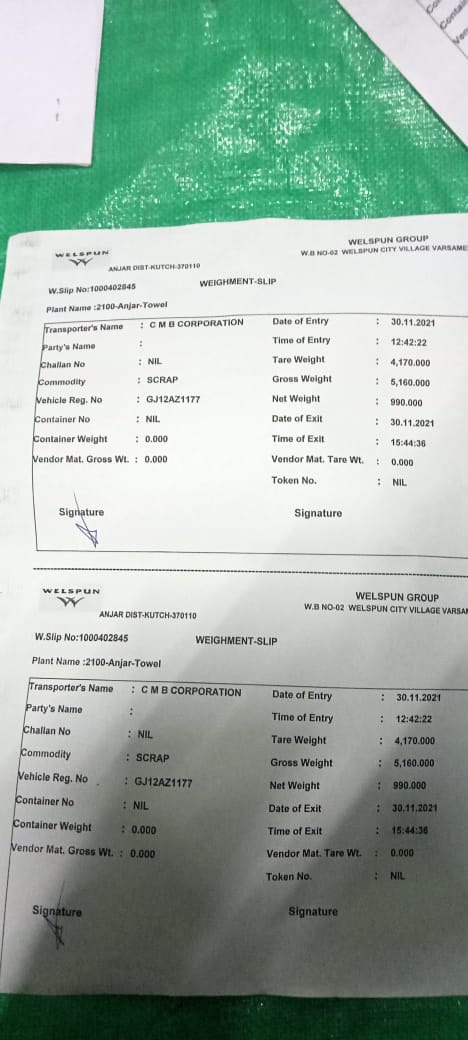 Co
Contai
Ven
WELSPUN
WELSPUN GROUP
ANJAR DIST-KUTCH-370110
W.B NO-02 WELSPUN CITY VILLAGE VARSAME
W.Slip No:1000402845
WEIGHMENT-SLIP
Plant Name :2100-Anjar-Towel
Transporter's Name : C M B CORPORATION Date of Entry : 30.11.2021
Party's Name : Time of Entry : 12:42:22
Challan No : NIL Tare Weight : 4,170.000
Commodity : SCRAP Gross Weight : 5,160.000
Vehicle Reg. No : GJ12AZ1177 Net Weight : 990.000
Container No : NIL Date of Exit : 30.11.2021
Container Weight : 0.000 Time of Exit : 15:44:36
Vendor Mat. Gross Wt. : 0.000 Vendor Mat. Tare Wt. : 0.000
Token No. : NIL
Signature Signature
WELSPUN
WELSPUN GROUP
ANJAR DIST-KUTCH-370110
W.B NO-02 WELSPUN CITY VILLAGE VARSAM
W.Slip No:1000402845
WEIGHMENT-SLIP
Plant Name :2100-Anjar-Towel
Transporter's Name : C M B CORPORATION Date of Entry : 30.11.2021
Party's Name : Time of Entry : 12:42:22
Challan No : NIL Tare Weight : 4,170.000
Commodity : SCRAP Gross Weight : 5,160.000
Vehicle Reg. No : GJ12AZ1177 Net Weight : 990.000
Container No : NIL Date of Exit : 30.11.2021
Container Weight : 0.000 Time of Exit : 15:44:36
Vendor Mat. Gross Wt. : 0.000 Vendor Mat. Tare Wt. : 0.000
Token No. : NIL
Signature Signature